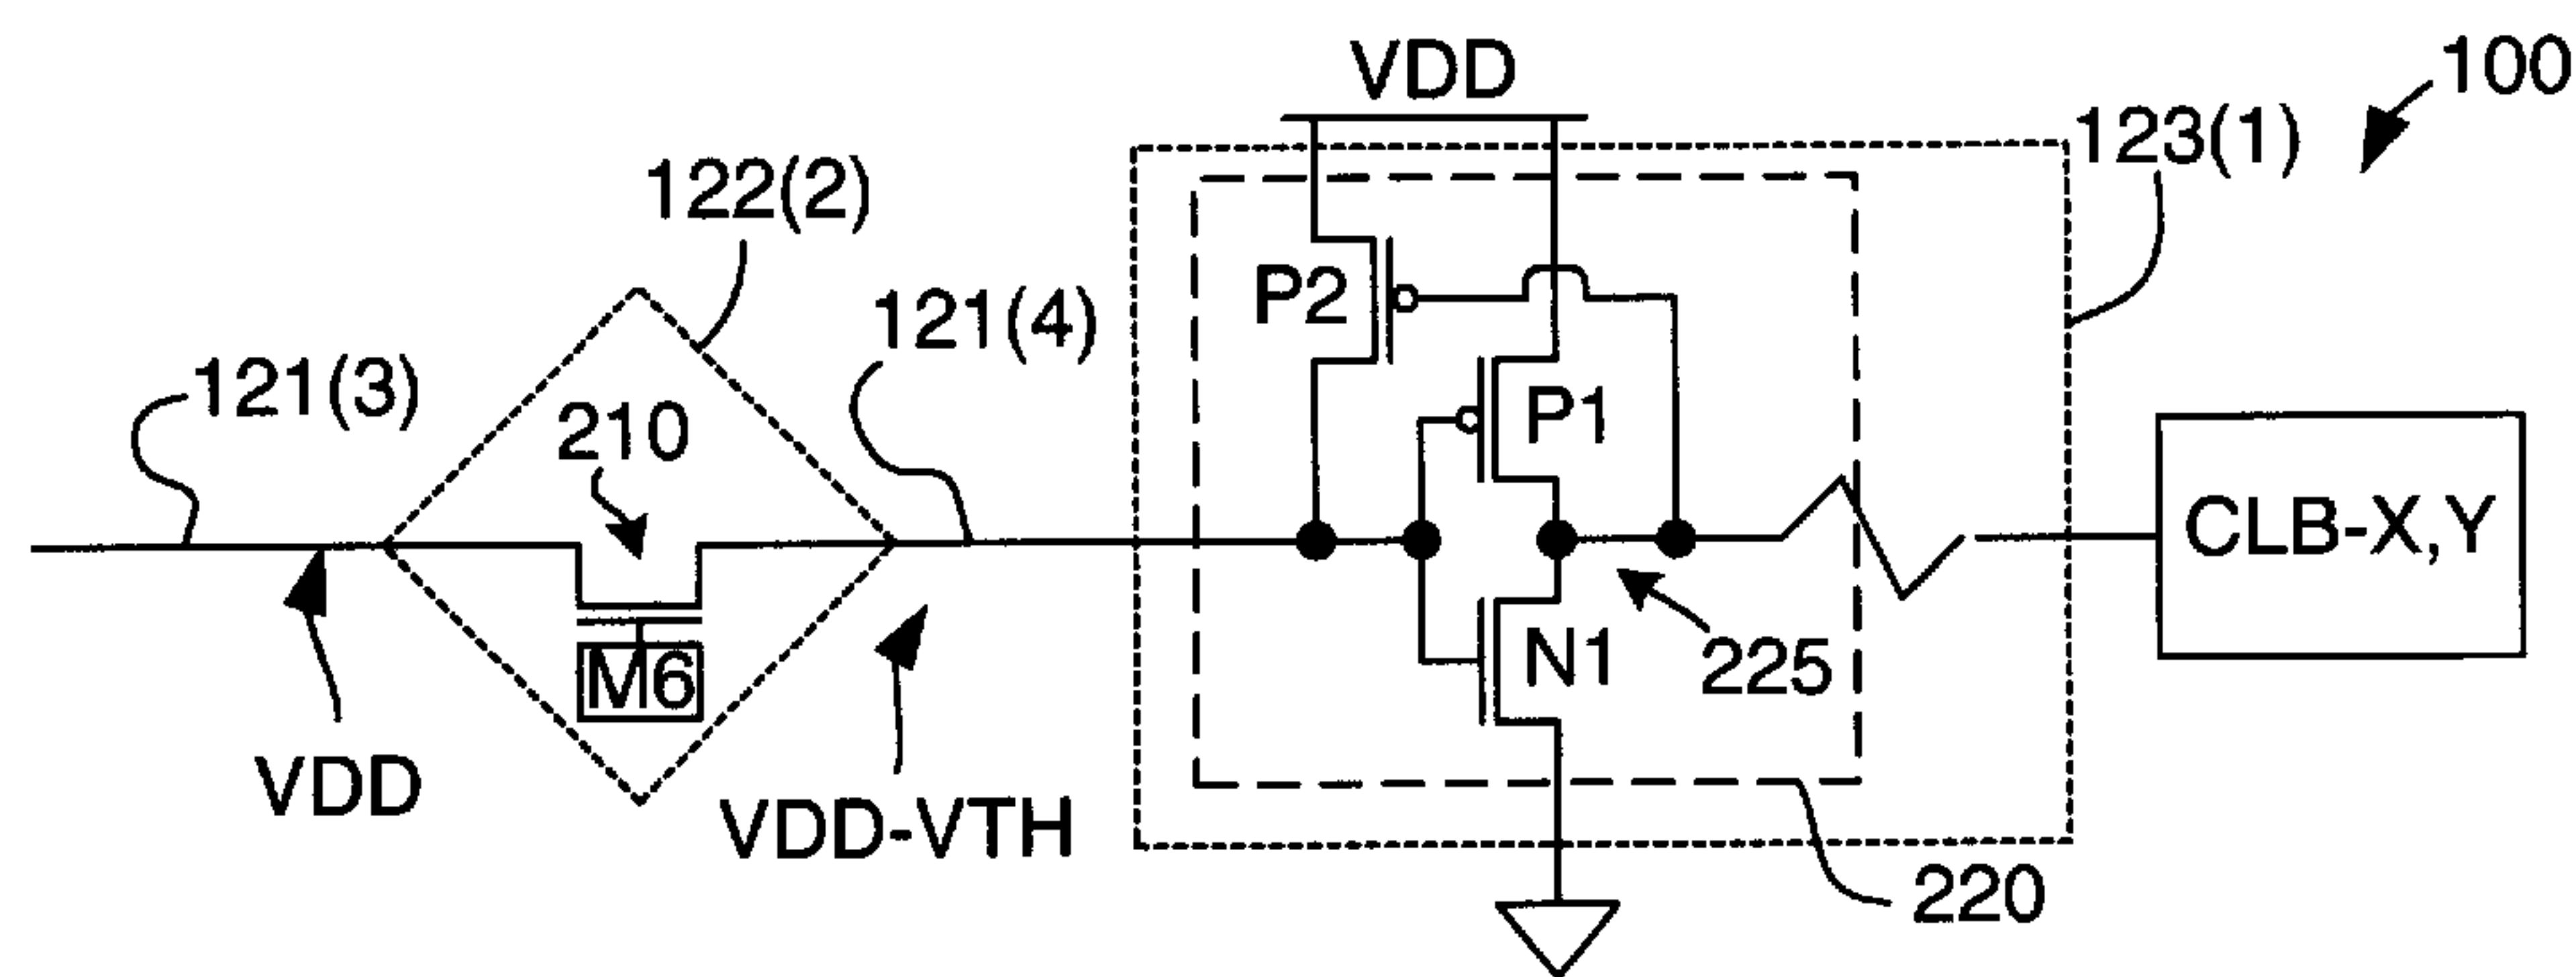 VDD
100
123(1)
122(2)
P2
121(4)
121(3)
210
P1
CLB-X,Y
M6
N1
225
VDD
VDD-VTH
220